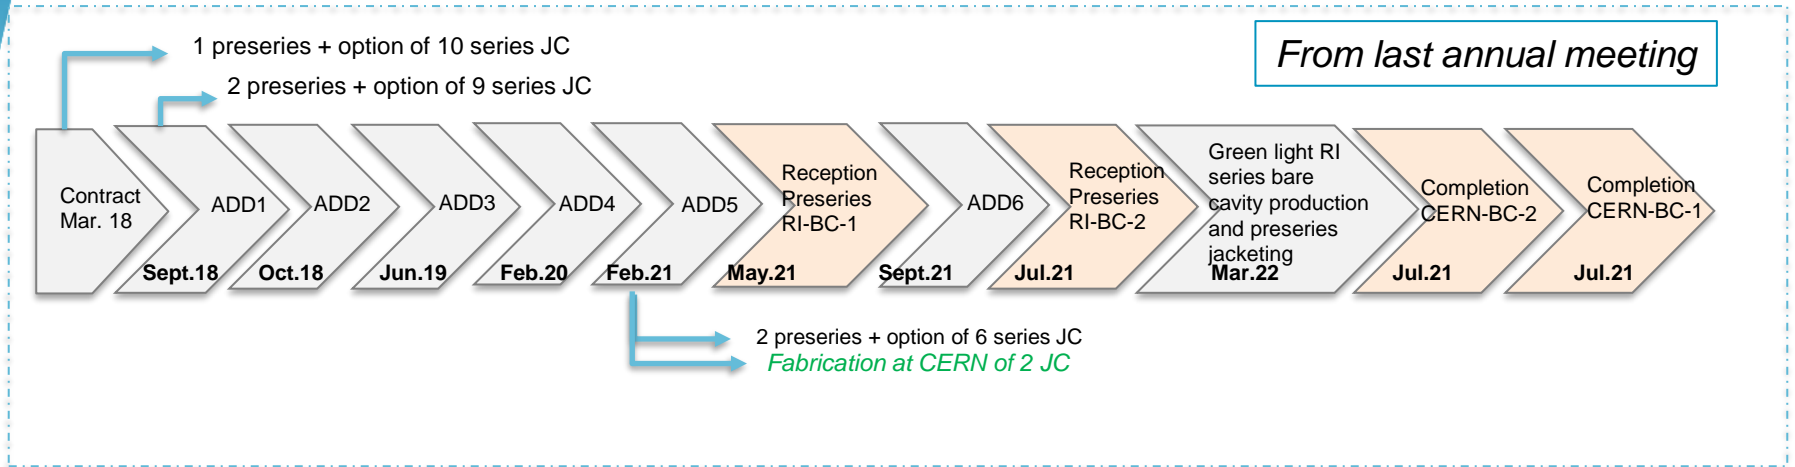 1 preseries + option of 10 series JC
From last annual meeting
2 preseries + option of 9 series JC
Contract
Mar. 18
ADD1
Sept.18
ADD2
Oct.18
ADD3
Jun.19
ADD4
Feb.20
ADD5
Feb.21
Reception
Preseries
RI-BC-1
May.21
ADD6
Sept.21
Reception
Preseries
RI-BC-2
Jul.21
Green light RI
series bare
cavity production
and preseries
jacketing
Mar.22
Completion
CERN-BC-2
Jul.21
Completion
CERN-BC-1
Jul.21
2 preseries + option of 6 series JC
Fabrication at CERN of 2 JC